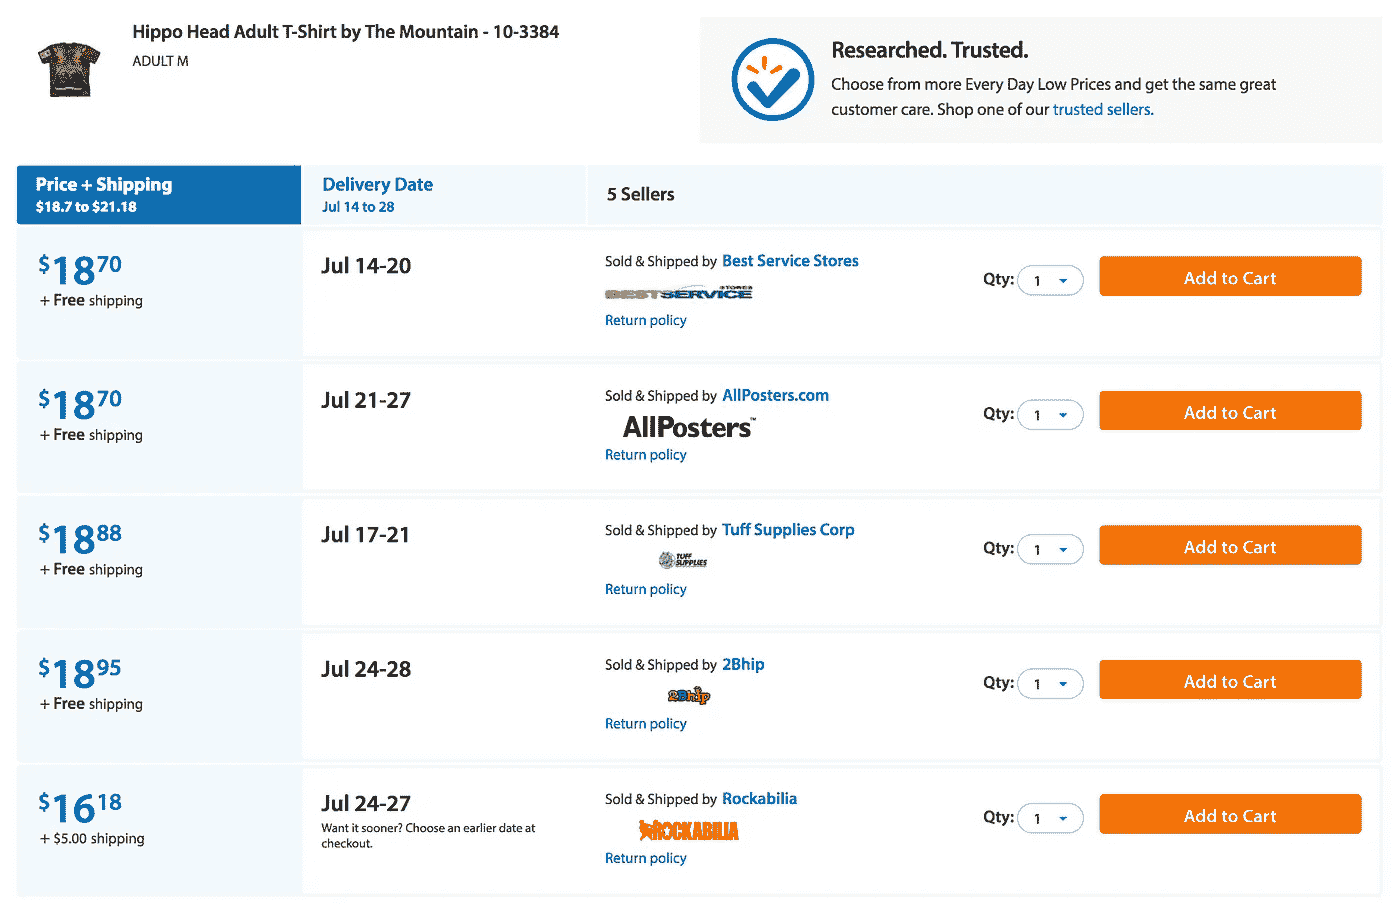 Hippo Head Adult T-Shirt by The Mountain - 10-3384
ADULT M
Researched. Trusted.
Choose from more Every Day Low Prices and get the same great
customer care. Shop one of our trusted sellers.
Price + Shipping
$18.7 to $21.18
Delivery Date
Jul 14 to 28
5 Sellers
$18 70
+ Free shipping
Jul 14-20
Sold & Shipped by Best Service Stores
BESTSERVICE STORES
Return policy
Qty: 1
Add to Cart
$18 70
+ Free shipping
Jul 21-27
Sold & Shipped by AllPosters.com
AllPosters™
Return policy
Qty: 1
Add to Cart
$18 88
+ Free shipping
Jul 17-21
Sold & Shipped by Tuff Supplies Corp
TUFF
SUPPLIES
Return policy
Qty: 1
Add to Cart
$18 95
+ Free shipping
Jul 24-28
Sold & Shipped by 2Bhip
2Bhip
Return policy
Qty: 1
Add to Cart
$16 18
+ $5.00 shipping
Jul 24-27
Want it sooner? Choose an earlier date at
checkout.
Sold & Shipped by Rockabilia
ROCKABILIA
Return policy
Qty: 1
Add to Cart